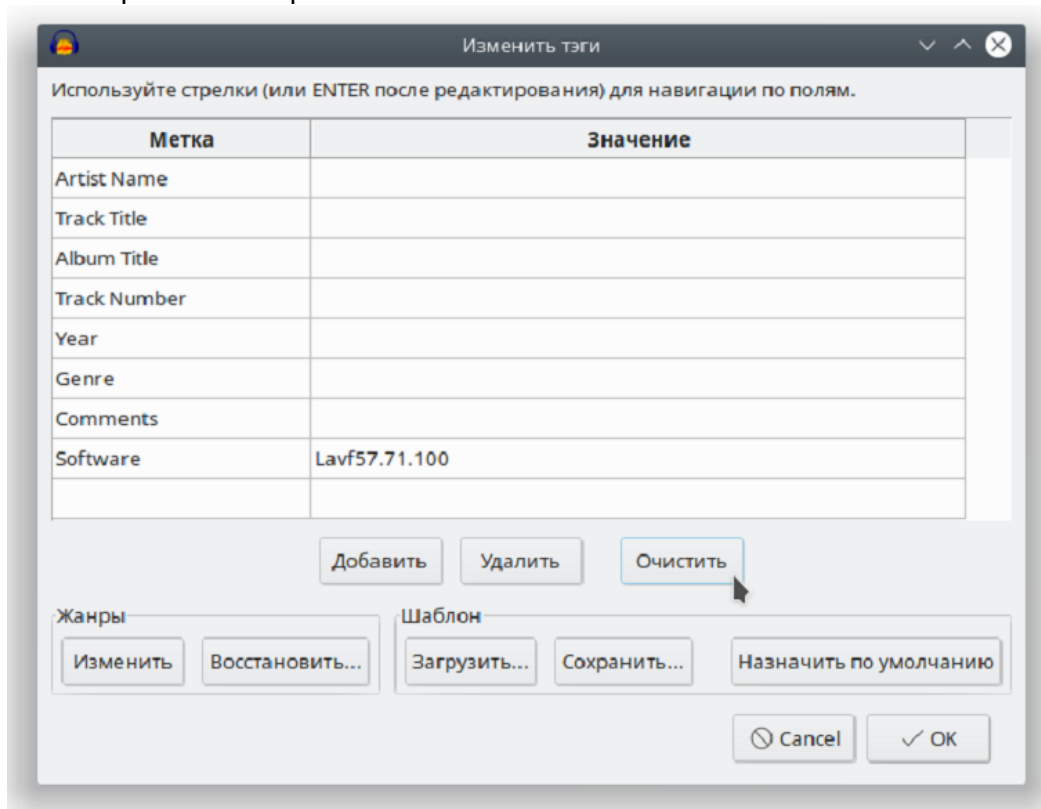 Изменить тэги
Используйте стрелки (или ENTER после редактирования) для навигации по полям.
Метка Значение
Artist Name
Track Title
Album Title
Track Number
Year
Genre
Comments
Software Lavf57.71.100
Добавить Удалить Очистить
Жанры Шаблон
Изменить Восстановить... Загрузить... Сохранить... Назначить по умолчанию
Cancel OK